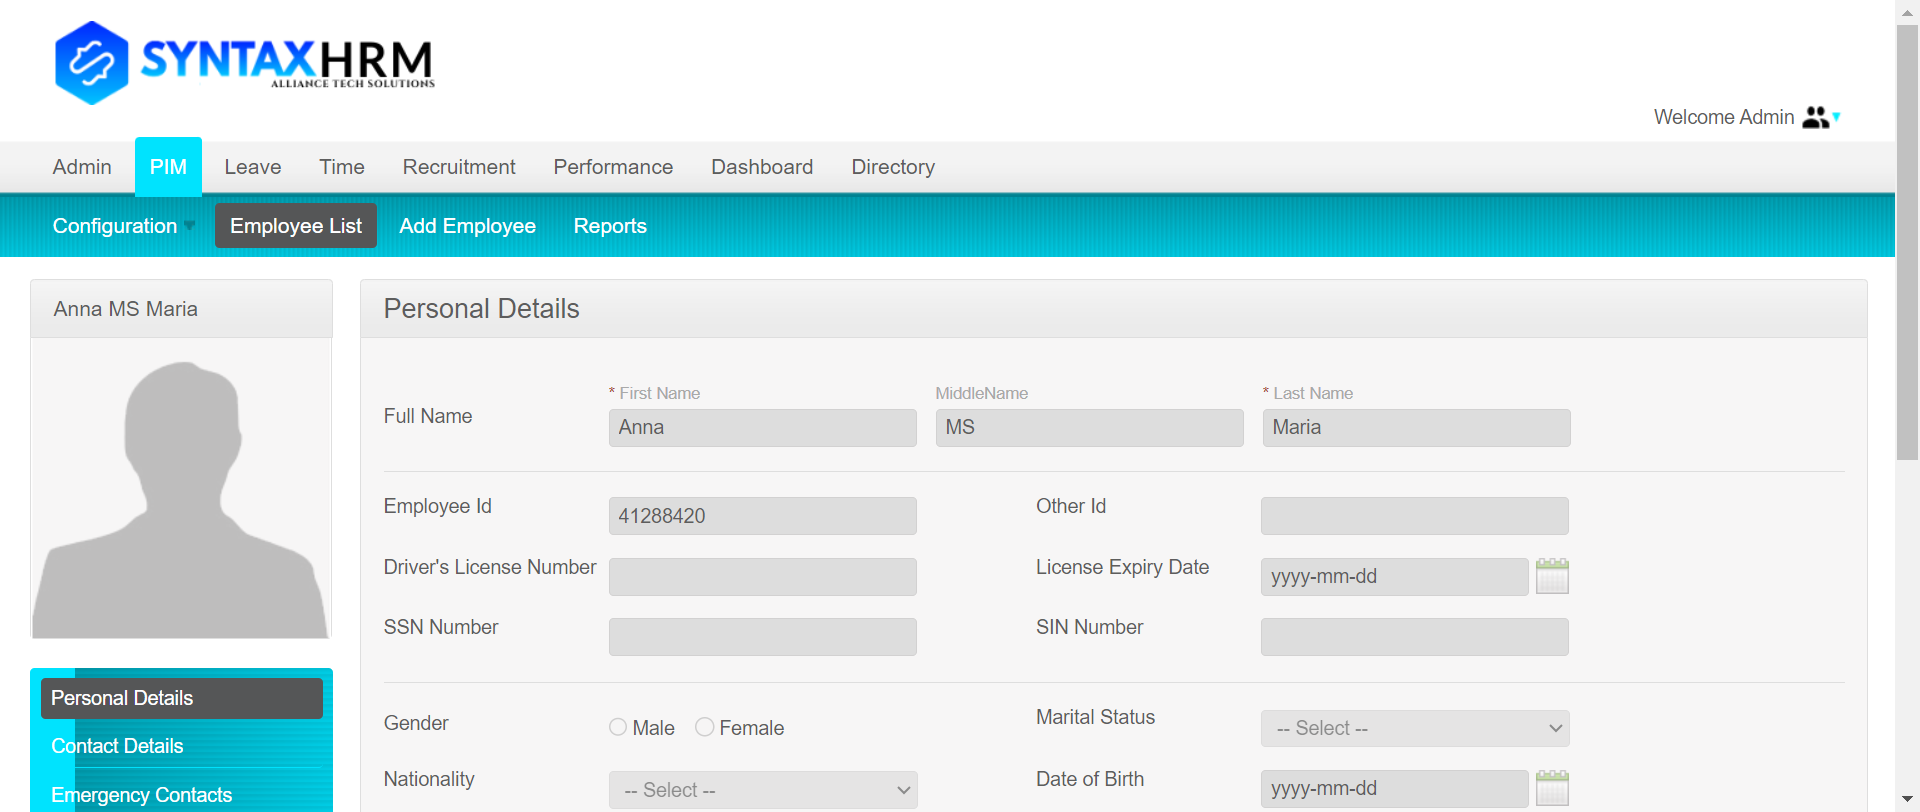 SYNTAXHRM
ALLIANCE TECH SOLUTIONS
Welcome Admin
Admin PIM Leave Time Recruitment Performance Dashboard Directory
Configuration Employee List Add Employee Reports
Anna MS Maria
Personal Details
* First Name MiddleName * Last Name
Full Name
Anna MS Maria
Employee Id 41288420 Other Id
Driver's License Number License Expiry Date yyyy-mm-dd
SSN Number SIN Number
Gender Male Female Marital Status -- Select --
Nationality -- Select -- Date of Birth yyyy-mm-dd
Personal Details
Contact Details
Emergency Contacts